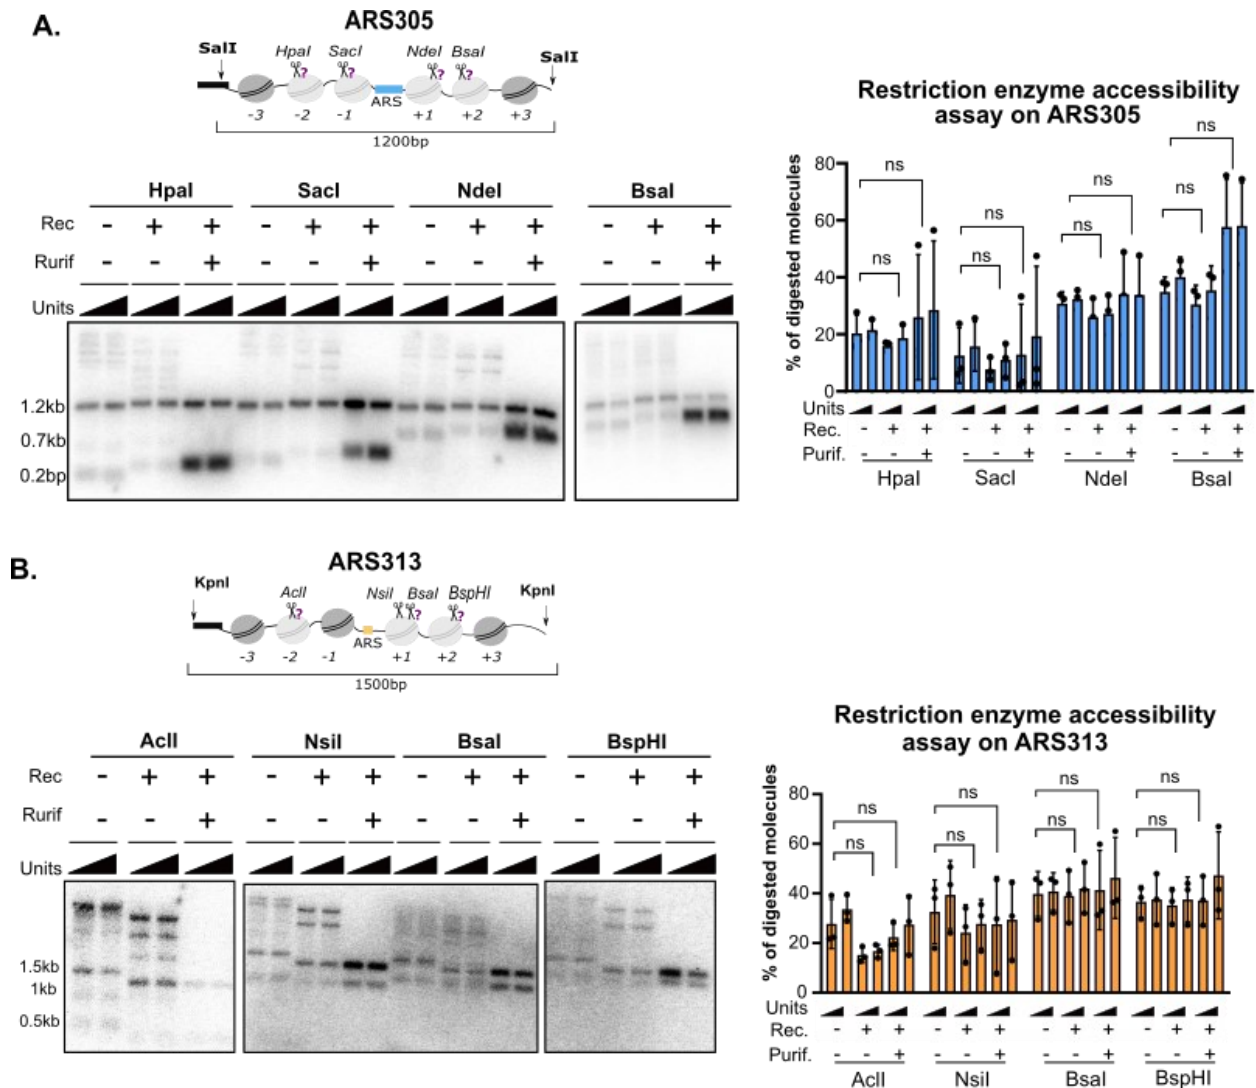 A.
ARS305
SalI HpaI SacI NdeI BsaI SalI
? ? ? ?
ARS
-3 -2 -1 +1 +2 +3
1200bp
HpaI SacI NdeI BsaI
Rec - + + - + + - + + - + +
Rurif - - + - - + - - + - - +
Units
1.2kb
0.7kb
0.2bp
Restriction enzyme accessibility
assay on ARS305
% of digested molecules
80
60
40
20
0
ns ns ns ns ns ns ns ns
Units
Rec. - + + - + + - + + - + +
Purif. - - + - - + - - + - - +
HpaI SacI NdeI BsaI
B.
ARS313
KpnI AclI NsiI BsaI BspHI KpnI
? ? ?
ARS
-3 -2 -1 +1 +2 +3
1500bp
AclI NsiI BsaI BspHI
Rec - + + - + + - + + - + +
Rurif - - + - - + - - + - - +
Units
1.5kb
1kb
0.5kb
Restriction enzyme accessibility
assay on ARS313
% of digested molecules
80
60
40
20
0
ns ns ns ns ns ns ns ns
Units
Rec. - + + - + + - + + - + +
Purif. - - + - - + - - + - - +
AclI NsiI BsaI BspHI